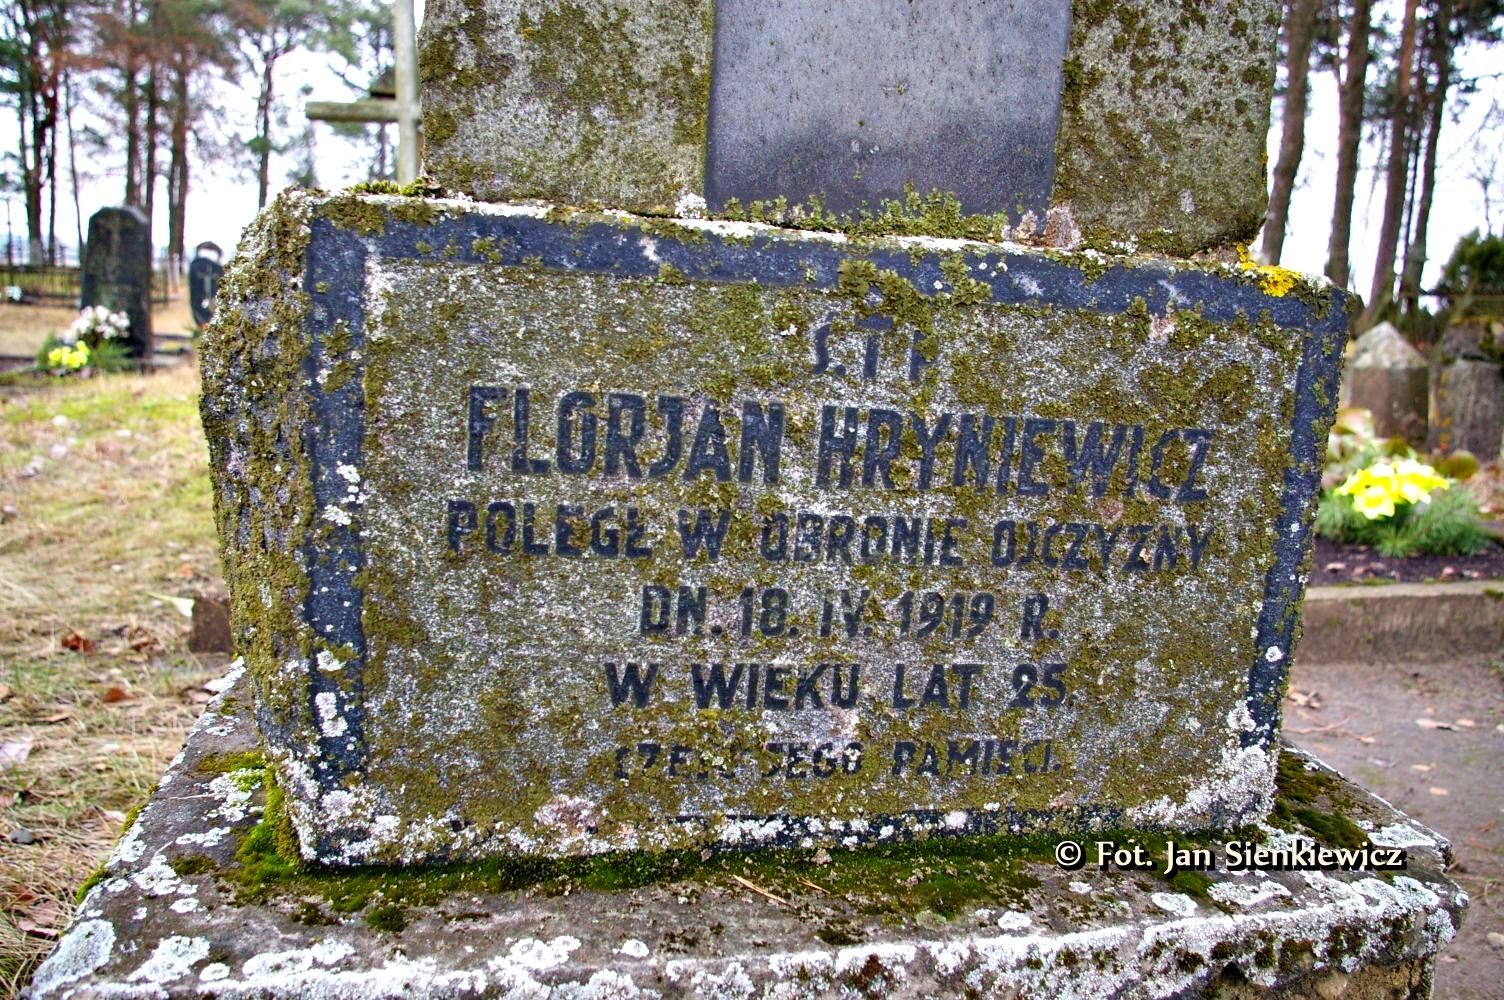 Ś. † P.
FLORJAN HRYNIEWICZ
POLEGŁ W OBRONIE OJCZYZNY
DN. 18. IV. 1919 R.
W WIEKU LAT 25.
CZEŚĆ JEGO PAMIĘCI.
© Fot. Jan Sienkiewicz